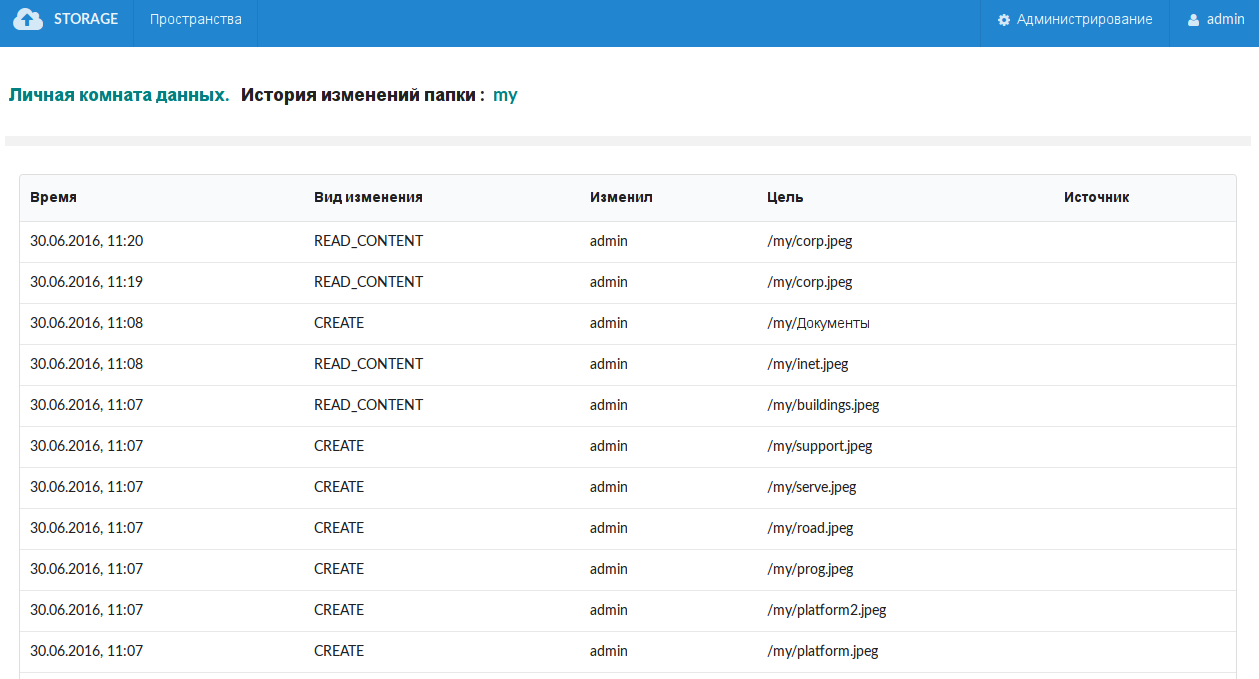 STORAGE Пространства Администрирование admin
Личная комната данных. История изменений папки : my
Время Вид изменения Изменил Цель Источник
30.06.2016, 11:20 READ_CONTENT admin /my/corp.jpeg
30.06.2016, 11:19 READ_CONTENT admin /my/corp.jpeg
30.06.2016, 11:08 CREATE admin /my/Документы
30.06.2016, 11:08 READ_CONTENT admin /my/inet.jpeg
30.06.2016, 11:07 READ_CONTENT admin /my/buildings.jpeg
30.06.2016, 11:07 CREATE admin /my/support.jpeg
30.06.2016, 11:07 CREATE admin /my/serve.jpeg
30.06.2016, 11:07 CREATE admin /my/road.jpeg
30.06.2016, 11:07 CREATE admin /my/prog.jpeg
30.06.2016, 11:07 CREATE admin /my/platform2.jpeg
30.06.2016, 11:07 CREATE admin /my/platform.jpeg